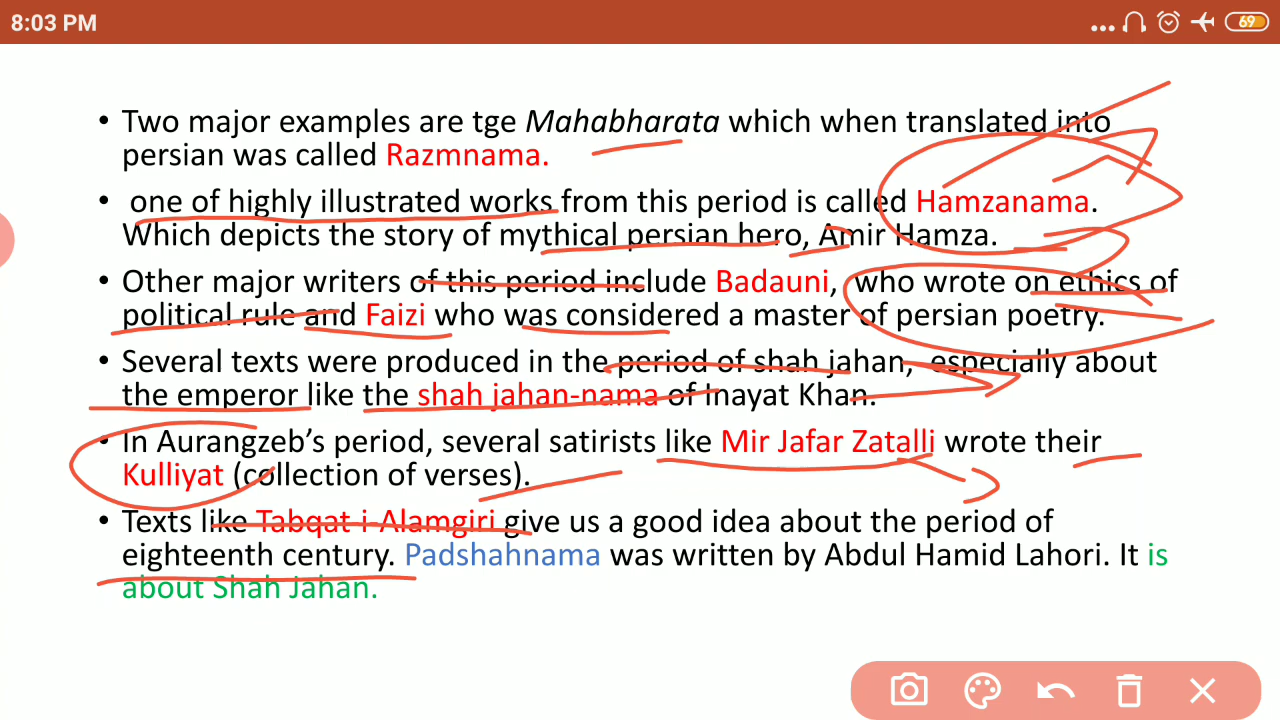 8:03 PM
69
• Two major examples are tge Mahabharata which when translated into
persian was called Razmnama.
• one of highly illustrated works from this period is called Hamzanama.
Which depicts the story of mythical persian hero, Amir Hamza.
• Other major writers of this period include Badauni, who wrote on ethics of
political rule and Faizi who was considered a master of persian poetry.
• Several texts were produced in the period of shah jahan, especially about
the emperor like the shah jahan-nama of Inayat Khan.
• In Aurangzeb’s period, several satirists like Mir Jafar Zatalli wrote their
Kulliyat (collection of verses).
• Texts like Tabqat i-Alamgiri give us a good idea about the period of
eighteenth century. Padshahnama was written by Abdul Hamid Lahori. It is
about Shah Jahan.